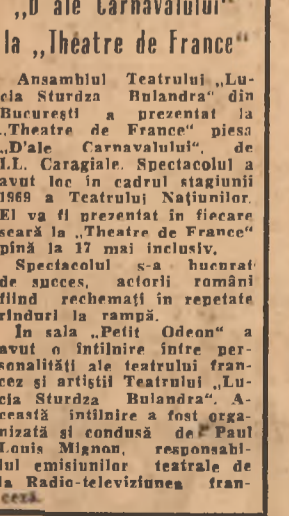 „D'ale Carnavalului"
la „Theatre de France"
Ansamblul Teatrului „Lu-
cia Sturdza Bulandra" din
București a prezentat la
„Theatre de France" piesa
„D'ale Carnavalului", de
I.L. Caragiale. Spectacolul a
avut loc în cadrul stagiunii
1969 a Teatrului Națiunilor.
El va fi prezentat în fiecare
seară la „Theatre de France"
pînă la 17 mai inclusiv.
Spectacolul s-a bucurat
de succes, actorii români
fiind rechemați în repetate
rînduri la rampă.
În sala „Petit Odeon" a
avut o întîlnire între per-
sonalități ale teatrului fran-
cez și artiștii Teatrului „Lu-
cia Sturdza Bulandra". A-
ceastă întîlnire a fost orga-
nizată și condusă de Paul
Louis Mignon, responsabi-
lul emisiunilor teatrale de
la Radio-televiziunea fran-
ceză.